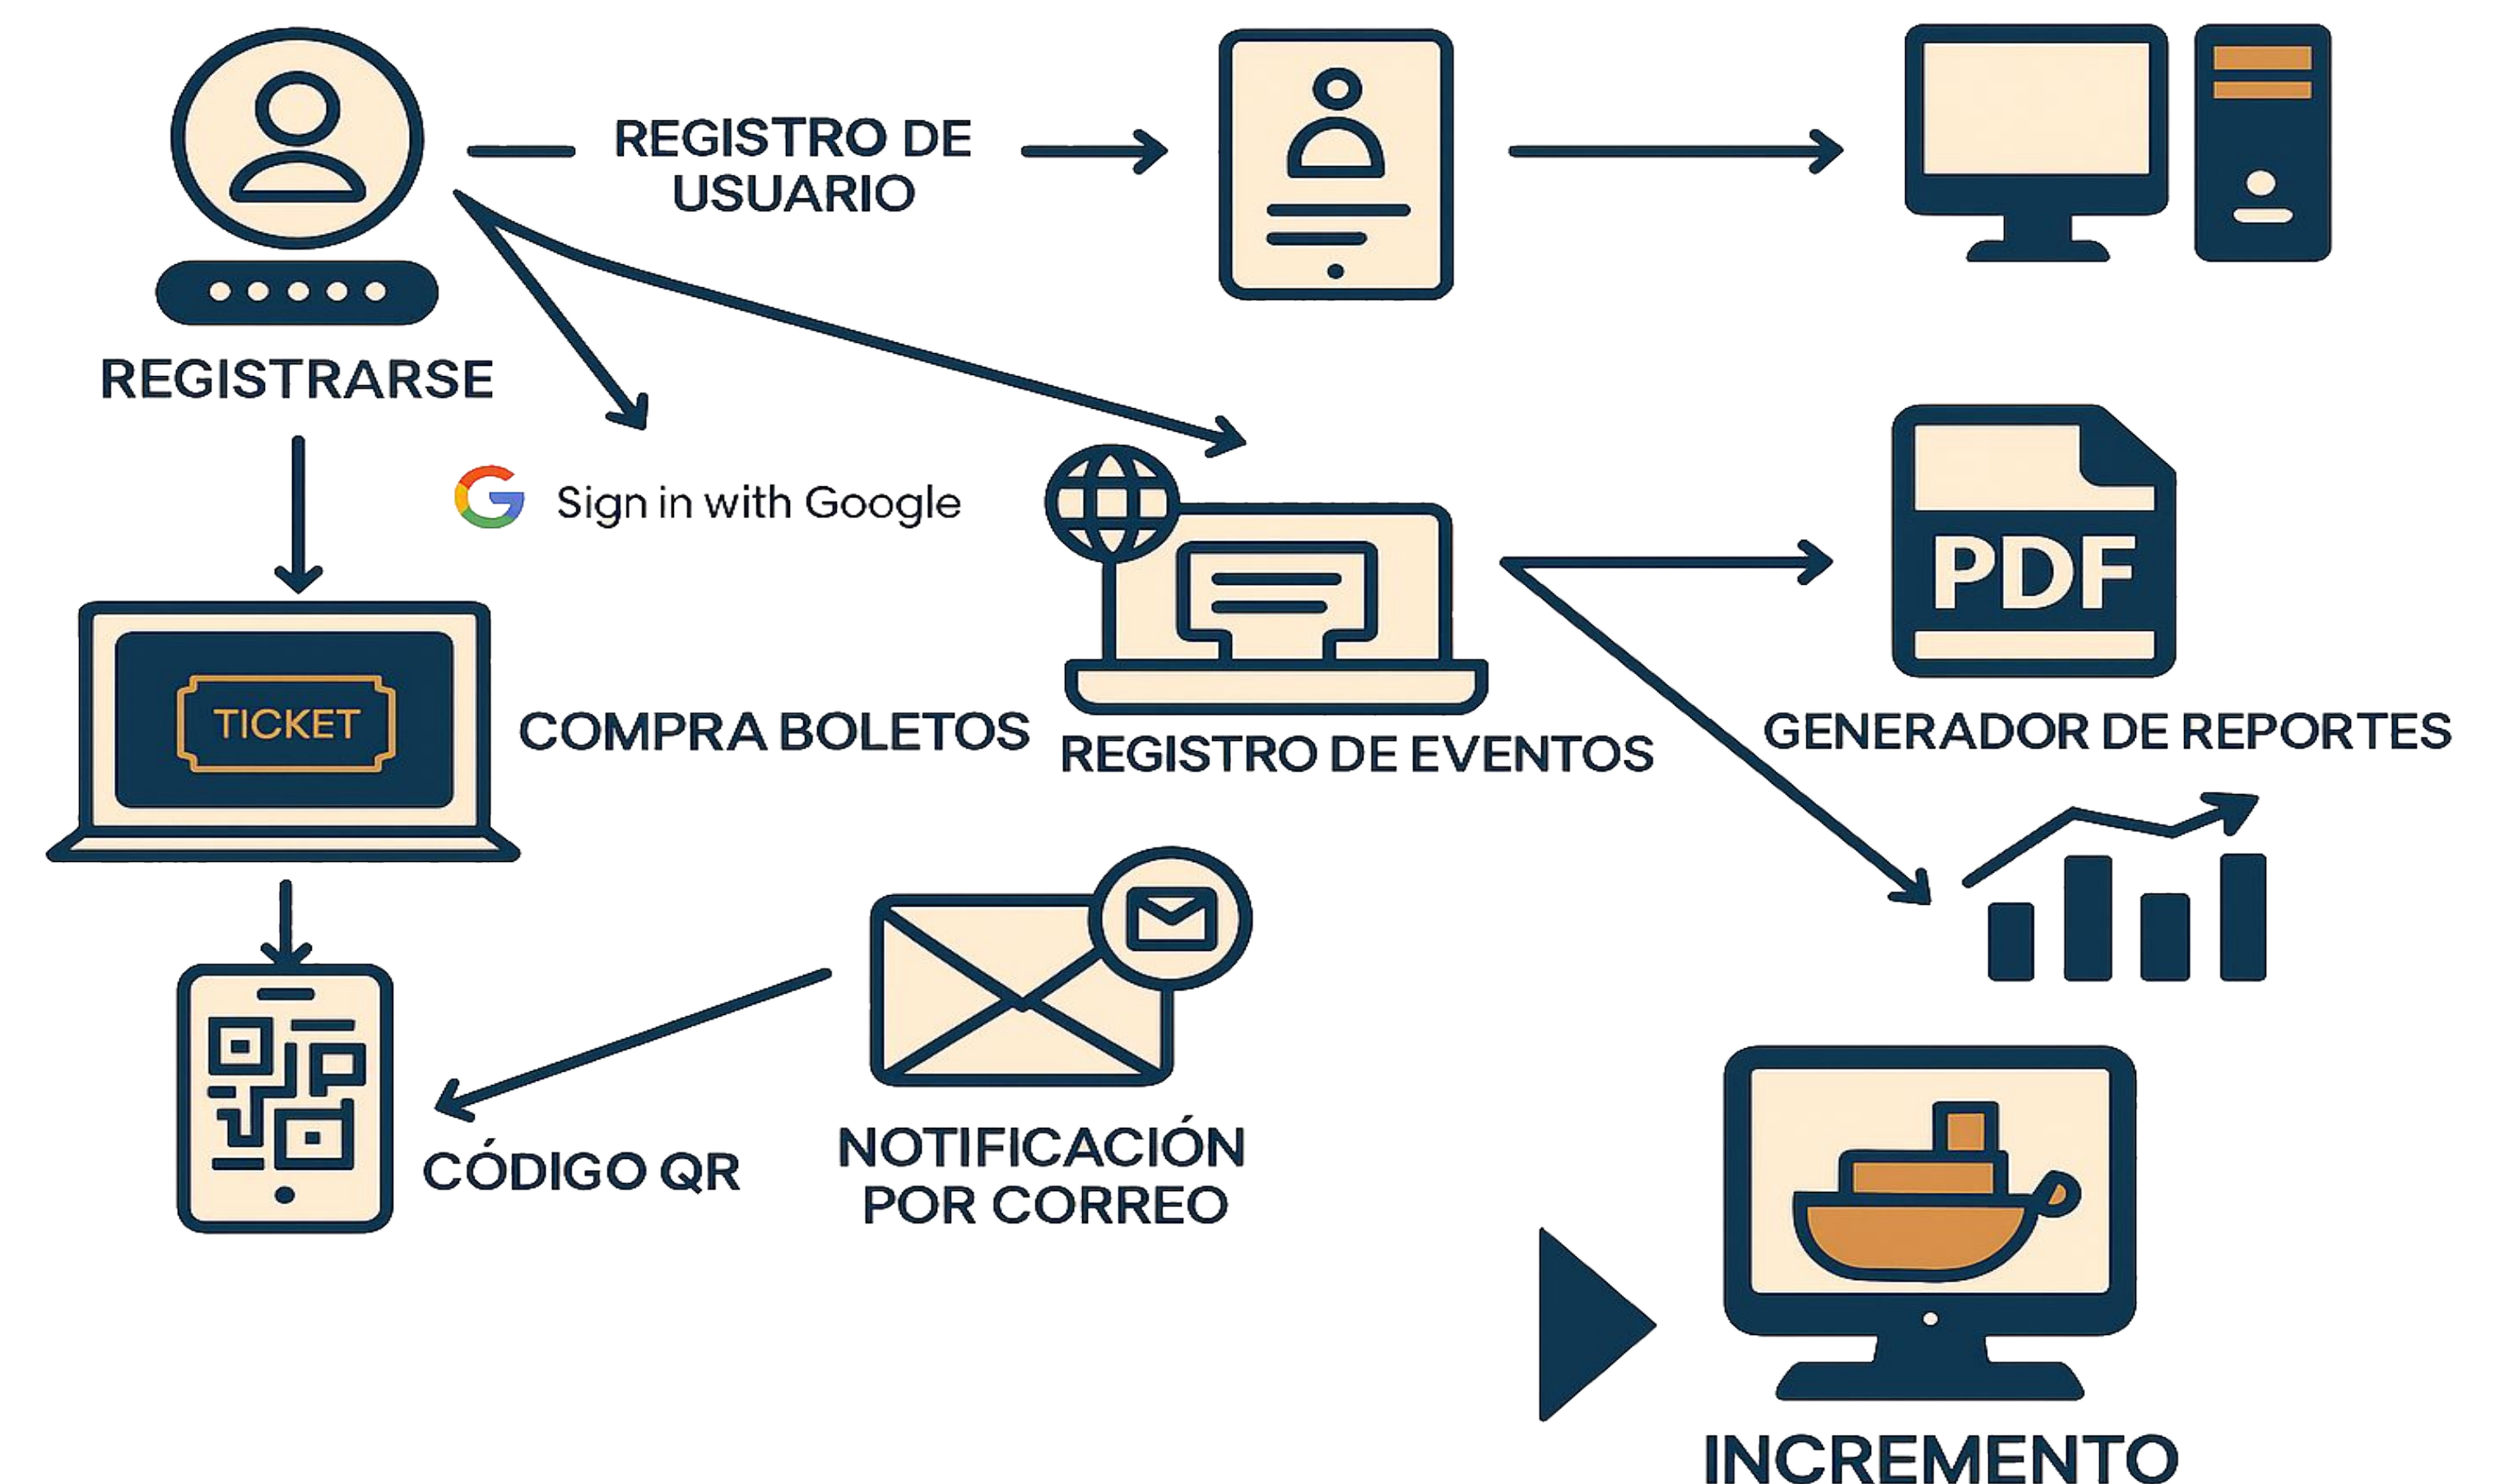 REGISTRO DE
USUARIO
REGISTRARSE
Sign in with Google
TICKET
COMPRA BOLETOS
REGISTRO DE EVENTOS
PDF
GENERADOR DE REPORTES
CÓDIGO QR
NOTIFICACIÓN
POR CORREO
INCREMENTO